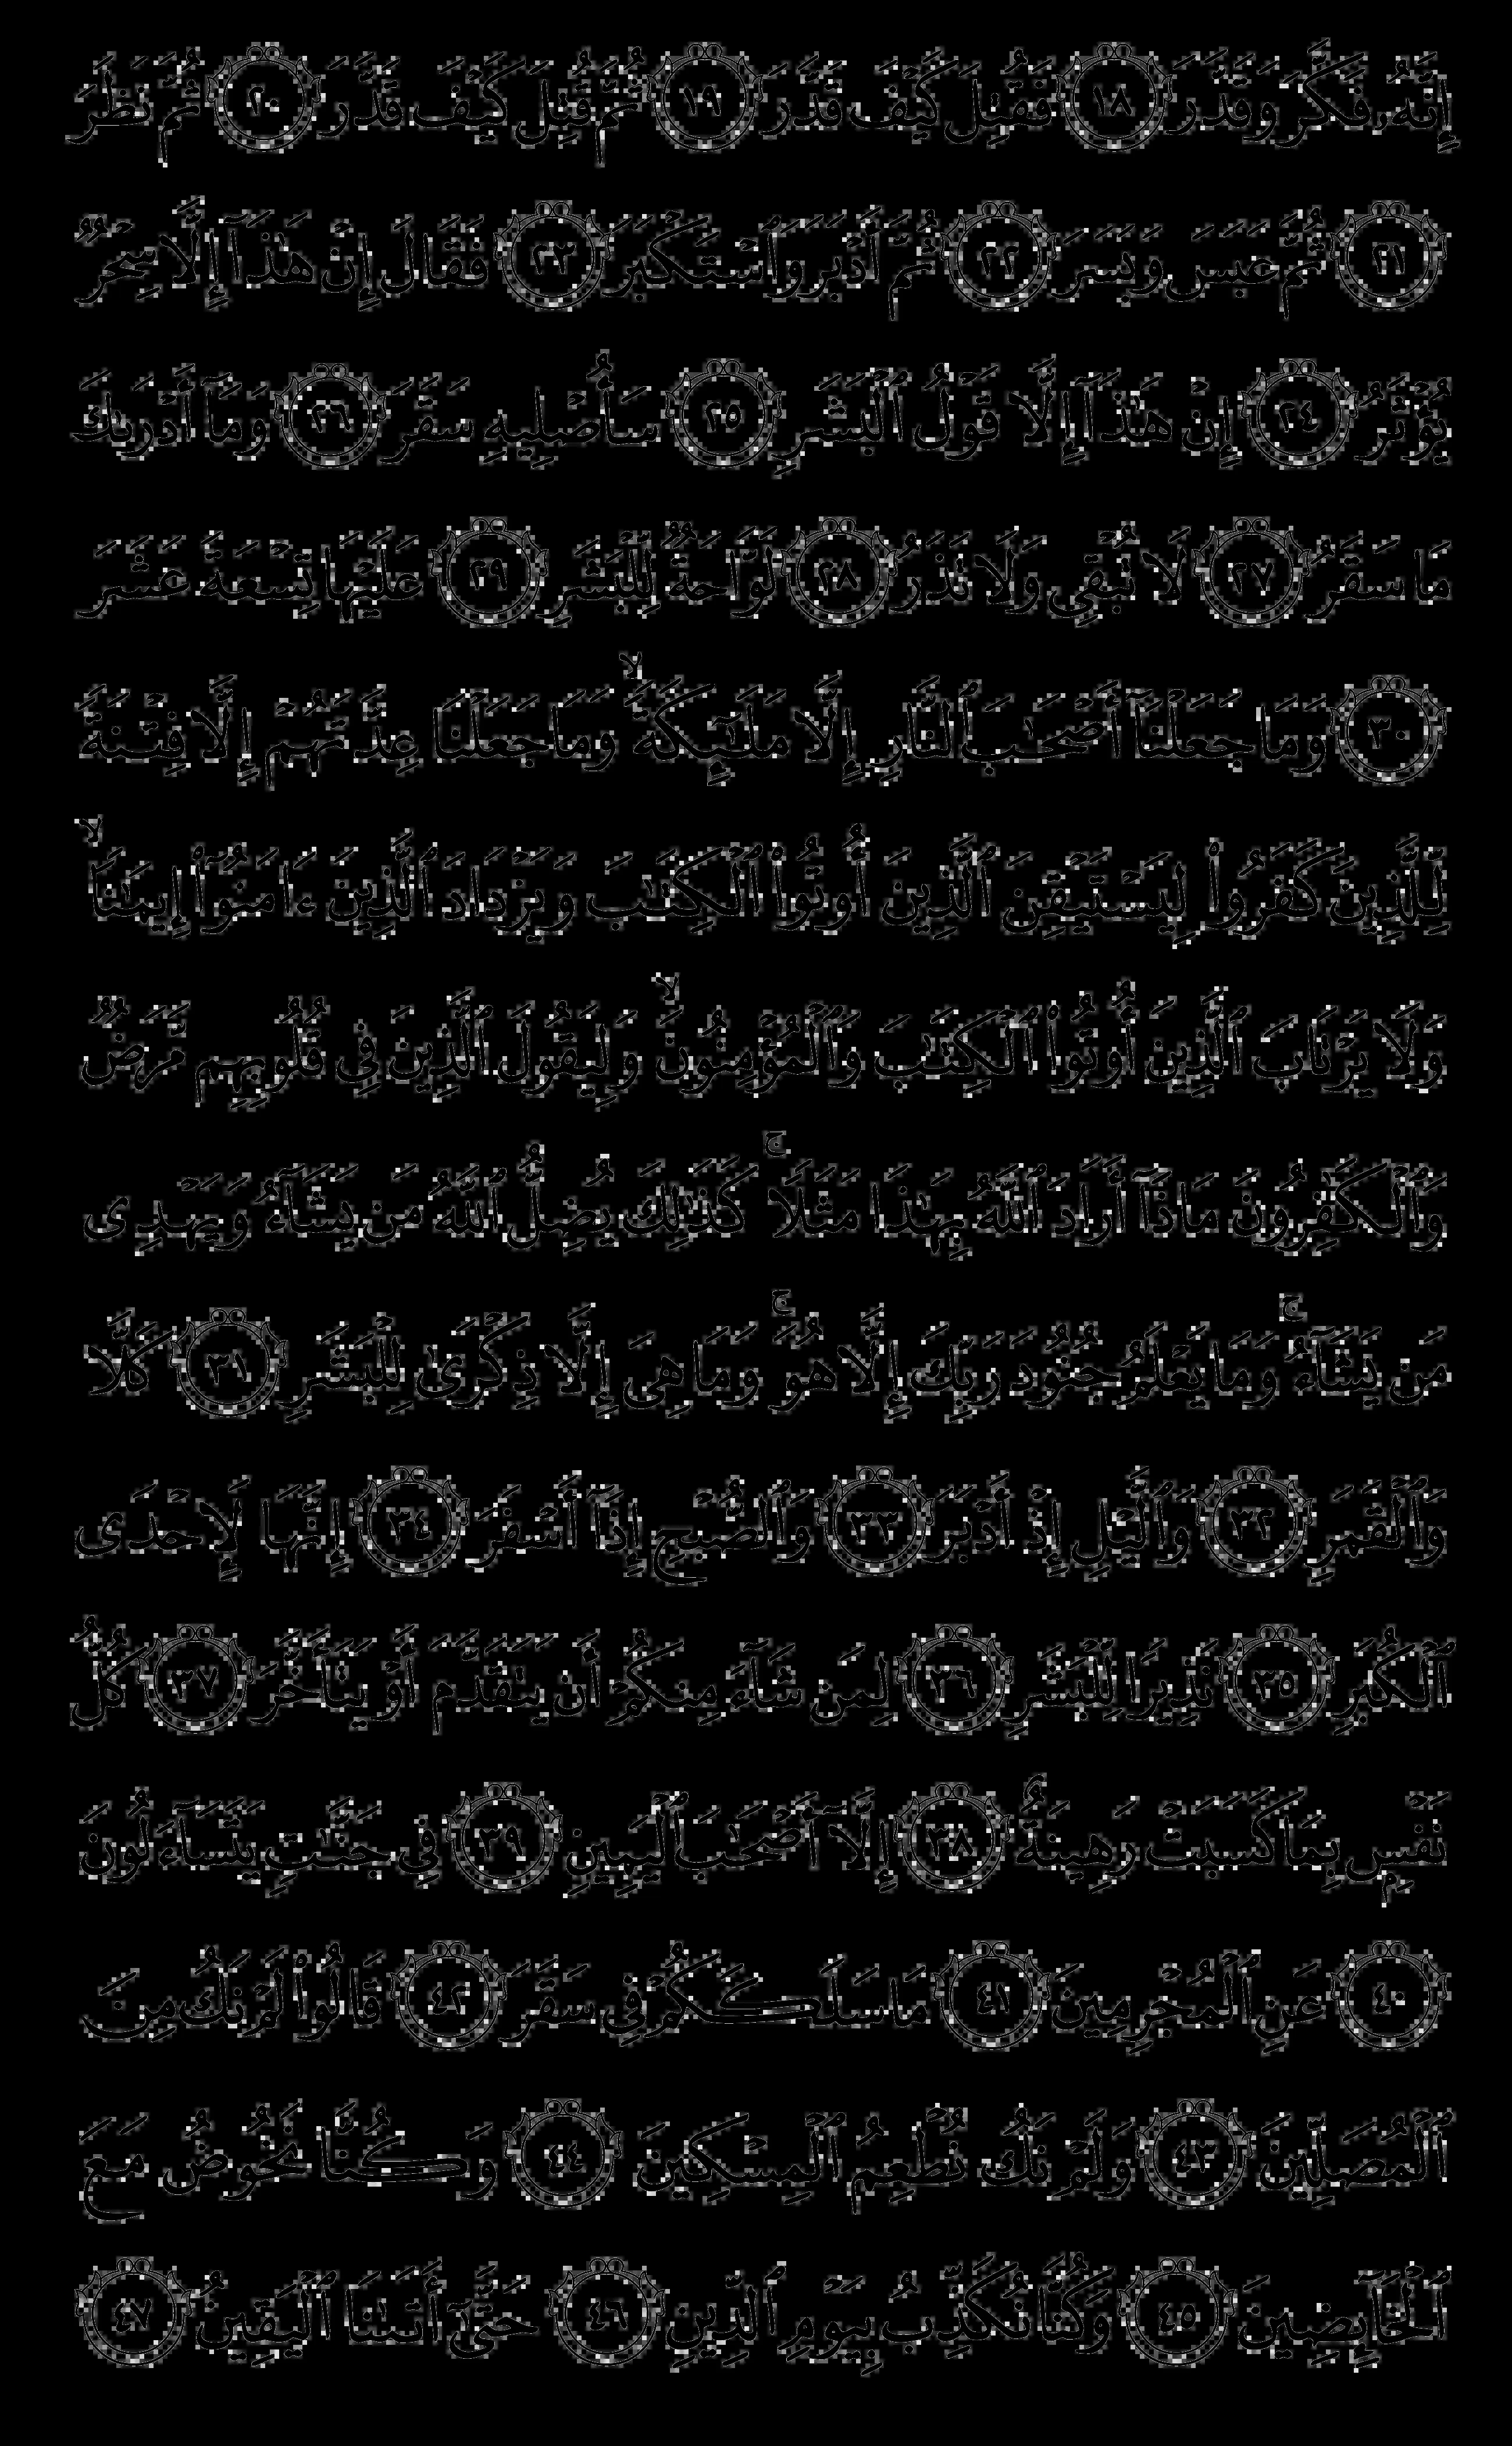 إِنَّهُۥ فَكَّرَ وَقَدَّرَ ١٨ فَقُتِلَ كَيْفَ قَدَّرَ ١٩ ثُمَّ قُتِلَ كَيْفَ قَدَّرَ ٢٠ ثُمَّ نَظَرَ
٢١ ثُمَّ عَبَسَ وَبَسَرَ ٢٢ ثُمَّ أَدْبَرَ وَٱسْتَكْبَرَ ٢٣ فَقَالَ إِنْ هَٰذَآ إِلَّا سِحْرٌ
يُؤْثَرُ ٢٤ إِنْ هَٰذَآ إِلَّا قَوْلُ ٱلْبَشَرِ ٢٥ سَأُصْلِيهِ سَقَرَ ٢٦ وَمَآ أَدْرَىٰكَ
مَا سَقَرُ ٢٧ لَا تُبْقِى وَلَا تَذَرُ ٢٨ لَوَّاحَةٌ لِّلْبَشَرِ ٢٩ عَلَيْهَا تِسْعَةَ عَشَرَ
٣٠ وَمَا جَعَلْنَآ أَصْحَٰبَ ٱلنَّارِ إِلَّا مَلَٰٓئِكَةً ۙ وَمَا جَعَلْنَا عِدَّتَهُمْ إِلَّا فِتْنَةً
لِّلَّذِينَ كَفَرُوا۟ لِيَسْتَيْقِنَ ٱلَّذِينَ أُوتُوا۟ ٱلْكِتَٰبَ وَيَزْدَادَ ٱلَّذِينَ ءَامَنُوٓا۟ إِيمَٰنًا ۙ
وَلَا يَرْتَابَ ٱلَّذِينَ أُوتُوا۟ ٱلْكِتَٰبَ وَٱلْمُؤْمِنُونَ ۙ وَلِيَقُولَ ٱلَّذِينَ فِى قُلُوبِهِم مَّرَضٌ
وَٱلْكَٰفِرُونَ مَاذَآ أَرَادَ ٱللَّهُ بِهَٰذَا مَثَلًا ۚ كَذَٰلِكَ يُضِلُّ ٱللَّهُ مَن يَشَآءُ وَيَهْدِى
مَن يَشَآءُ ۚ وَمَا يَعْلَمُ جُنُودَ رَبِّكَ إِلَّا هُوَ ۚ وَمَا هِىَ إِلَّا ذِكْرَىٰ لِلْبَشَرِ ٣١ كَلَّا
وَٱلْقَمَرِ ٣٢ وَٱلَّيْلِ إِذْ أَدْبَرَ ٣٣ وَٱلصُّبْحِ إِذَآ أَسْفَرَ ٣٤ إِنَّهَا لَإِحْدَى
ٱلْكُبَرِ ٣٥ نَذِيرًا لِّلْبَشَرِ ٣٦ لِمَن شَآءَ مِنكُمْ أَن يَتَقَدَّمَ أَوْ يَتَأَخَّرَ ٣٧ كُلُّ
نَفْسٍۭ بِمَا كَسَبَتْ رَهِينَةٌ ٣٨ إِلَّآ أَصْحَٰبَ ٱلْيَمِينِ ٣٩ فِى جَنَّٰتٍ يَتَسَآءَلُونَ
٤٠ عَنِ ٱلْمُجْرِمِينَ ٤١ مَا سَلَكَكُمْ فِى سَقَرَ ٤٢ قَالُوا۟ لَمْ نَكُ مِنَ
ٱلْمُصَلِّينَ ٤٣ وَلَمْ نَكُ نُطْعِمُ ٱلْمِسْكِينَ ٤٤ وَكُنَّا نَخُوضُ مَعَ
ٱلْخَآئِضِينَ ٤٥ وَكُنَّا نُكَذِّبُ بِيَوْمِ ٱلدِّينِ ٤٦ حَتَّىٰٓ أَتَىٰنَا ٱلْيَقِينُ ٤٧